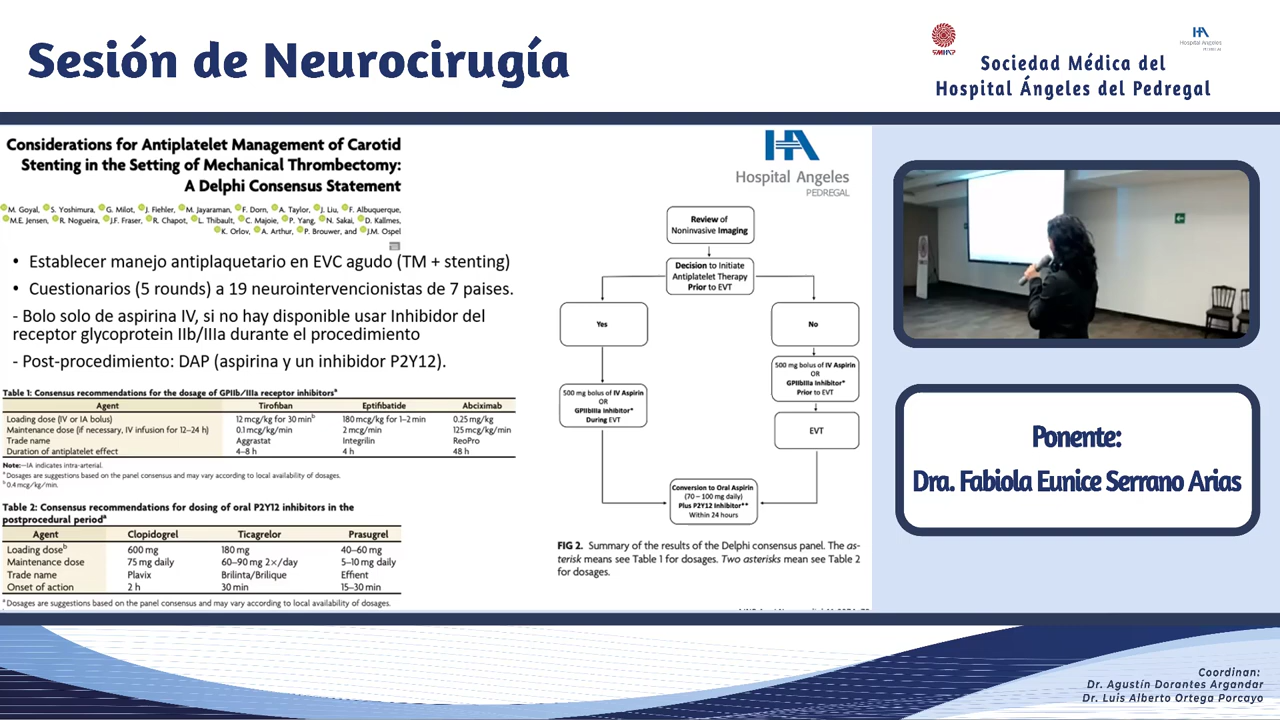 Sesión de Neurocirugía
SMHAP
HA
Hospital Angeles
Sociedad Médica del
Hospital Ángeles del Pedregal
Considerations for Antiplatelet Management of Carotid
Stenting in the Setting of Mechanical Thrombectomy:
A Delphi Consensus Statement
M. Goyal, S. Yoshimura, G. Milot, J. Fiehler, M. Jayaraman, F. Dorn, A. Taylor, J. Liu, F. Albuquerque,
M.E. Jensen, R. Nogueira, J.F. Fraser, R. Chapot, L. Thibault, C. Majoie, P. Yang, N. Sakai, D. Kallmes,
K. Orlov, A. Arthur, P. Brouwer, and J.M. Ospel
• Establecer manejo antiplaquetario en EVC agudo (TM + stenting)
• Cuestionarios (5 rounds) a 19 neurointervencionistas de 7 paises.
- Bolo solo de aspirina IV, si no hay disponible usar Inhibidor del
receptor glycoprotein IIb/IIIa durante el procedimiento
- Post-procedimiento: DAP (aspirina y un inhibidor P2Y12).
Table 1: Consensus recommendations for the dosage of GPIIb/IIIa receptor inhibitorsa
Agent Tirofiban Eptifibatide Abciximab
Loading dose (IV or IA bolus) 12 mcg/kg for 30 minb 180 mcg/kg for 1–2 min 0.25 mg/kg
Maintenance dose (if necessary, IV infusion for 12–24 h) 0.1 mcg/kg/min 2 mcg/min 125 mcg/kg/min
Trade name Aggrastat Integrilin ReoPro
Duration of antiplatelet effect 4–8 h 4 h 48 h
Note:—IA indicates intra-arterial.
a Dosages are suggestions based on the panel consensus and may vary according to local availability of dosages.
b 0.4 mcg/kg/min.
Table 2: Consensus recommendations for dosing of oral P2Y12 inhibitors in the
postprocedural perioda
Agent Clopidogrel Ticagrelor Prasugrel
Loading doseb 600 mg 180 mg 40–60 mg
Maintenance dose 75 mg daily 60–90 mg 2×/day 5–10 mg daily
Trade name Plavix Brilinta/Brilique Effient
Onset of action 2 h 30 min 15–30 min
a Dosages are suggestions based on the panel consensus and may vary according to local availability of dosages.
HA
Hospital Angeles
PEDREGAL
Review of
Noninvasive Imaging
Decision to Initiate
Antiplatelet Therapy
Prior to EVT
Yes
No
500 mg bolus of IV Aspirin
OR
GPIIbIIIa Inhibitor*
During EVT
500 mg bolus of IV Aspirin
OR
GPIIbIIIa Inhibitor*
Prior to EVT
EVT
Conversion to Oral Aspirin
(70 – 100 mg daily)
Plus P2Y12 Inhibitor**
Within 24 hours
FIG 2. Summary of the results of the Delphi consensus panel. The as-
terisk means see Table 1 for dosages. Two asterisks mean see Table 2
for dosages.
Ponente:
Dra. Fabiola Eunice Serrano Arias
Coordinan:
Dr. Agustín Dorantes Argandar
Dr. Luis Alberto Ortega Porcayo